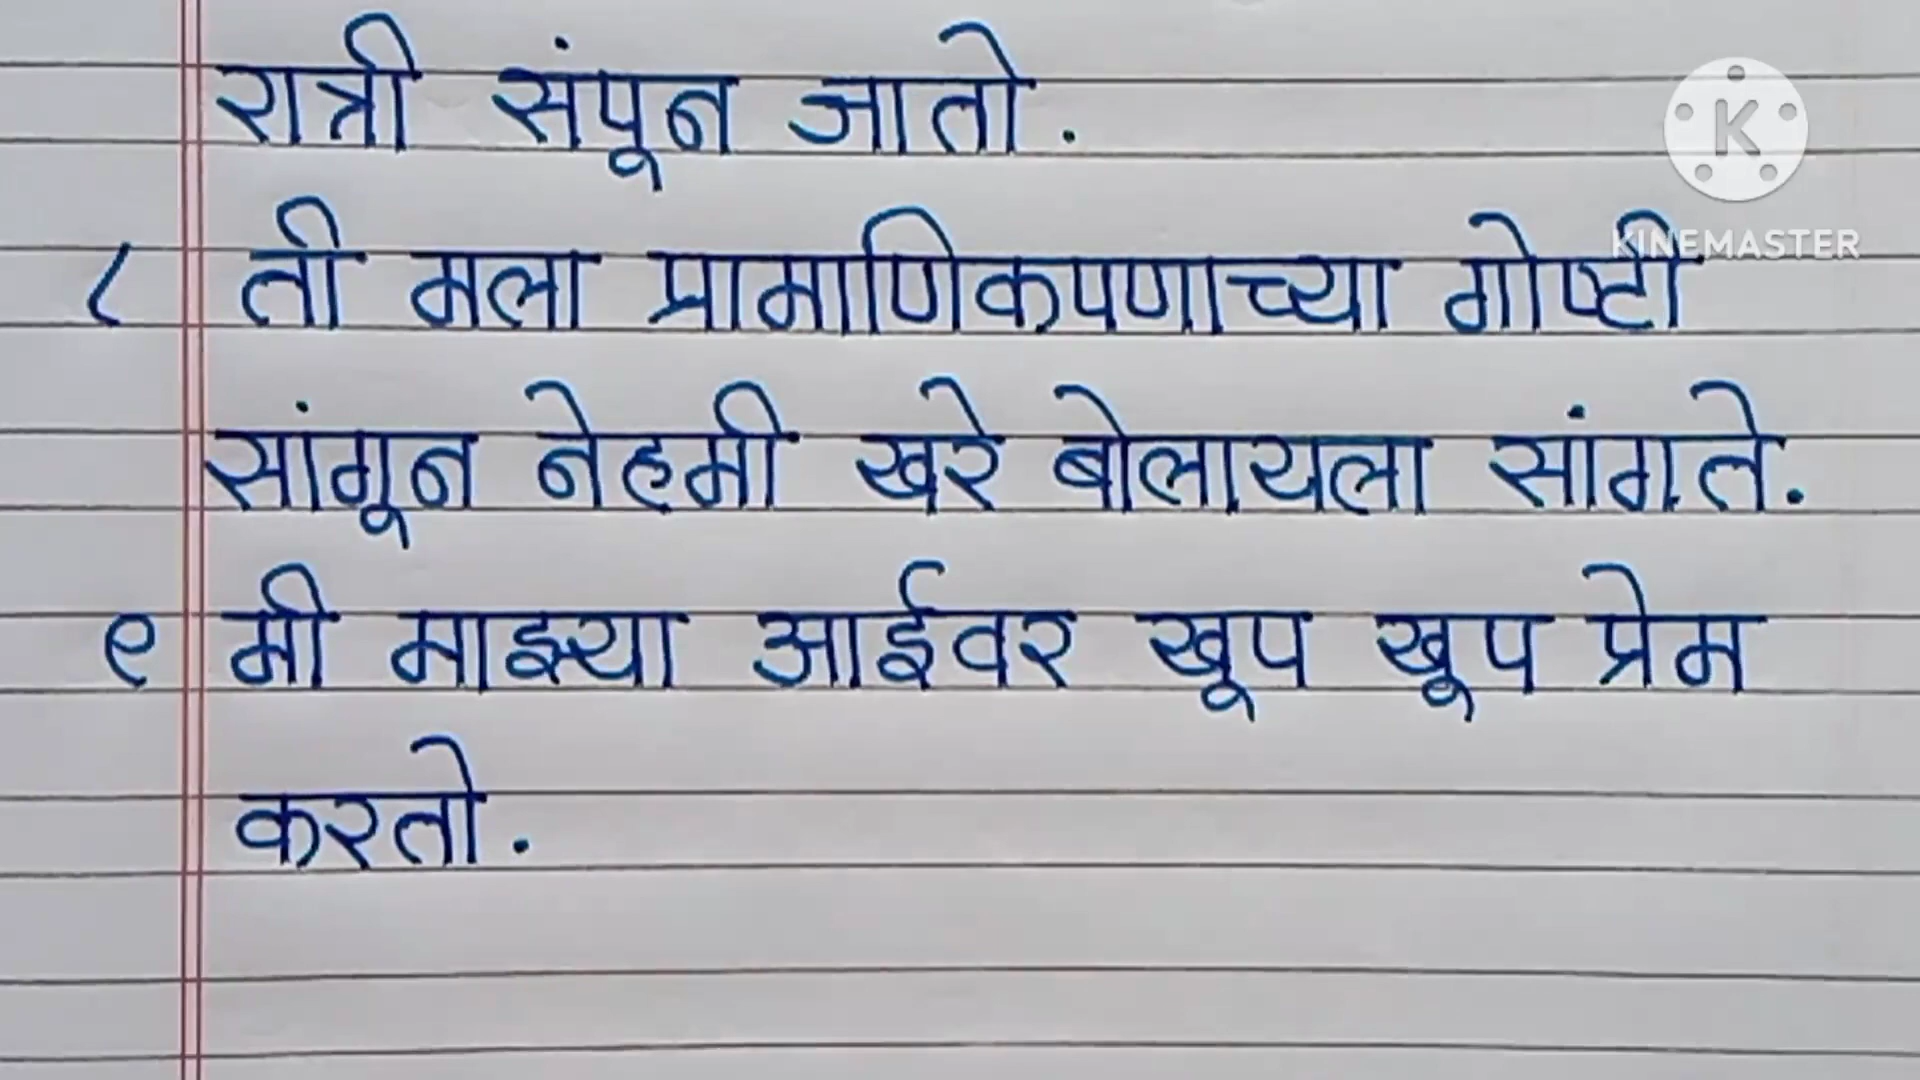 रात्री संपून जातो.
८ ती मला प्रामाणिकपणाच्या गोष्टी
सांगून नेहमी खरे बोलायला सांगते.
९ मी माझ्या आईवर खूप खूप प्रेम
करतो.
K
KINEMASTER